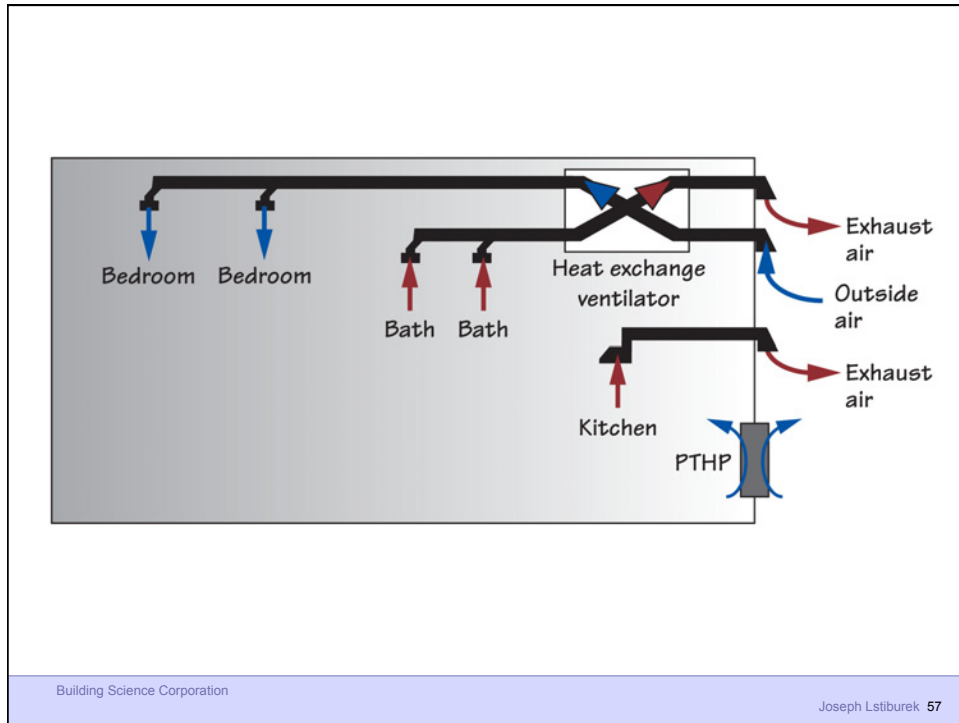 Exhaust
air
Bedroom Bedroom
Heat exchange
ventilator
Outside
air
Bath Bath
Exhaust
air
Kitchen
PTHP
Building Science Corporation
Joseph Lstiburek 57